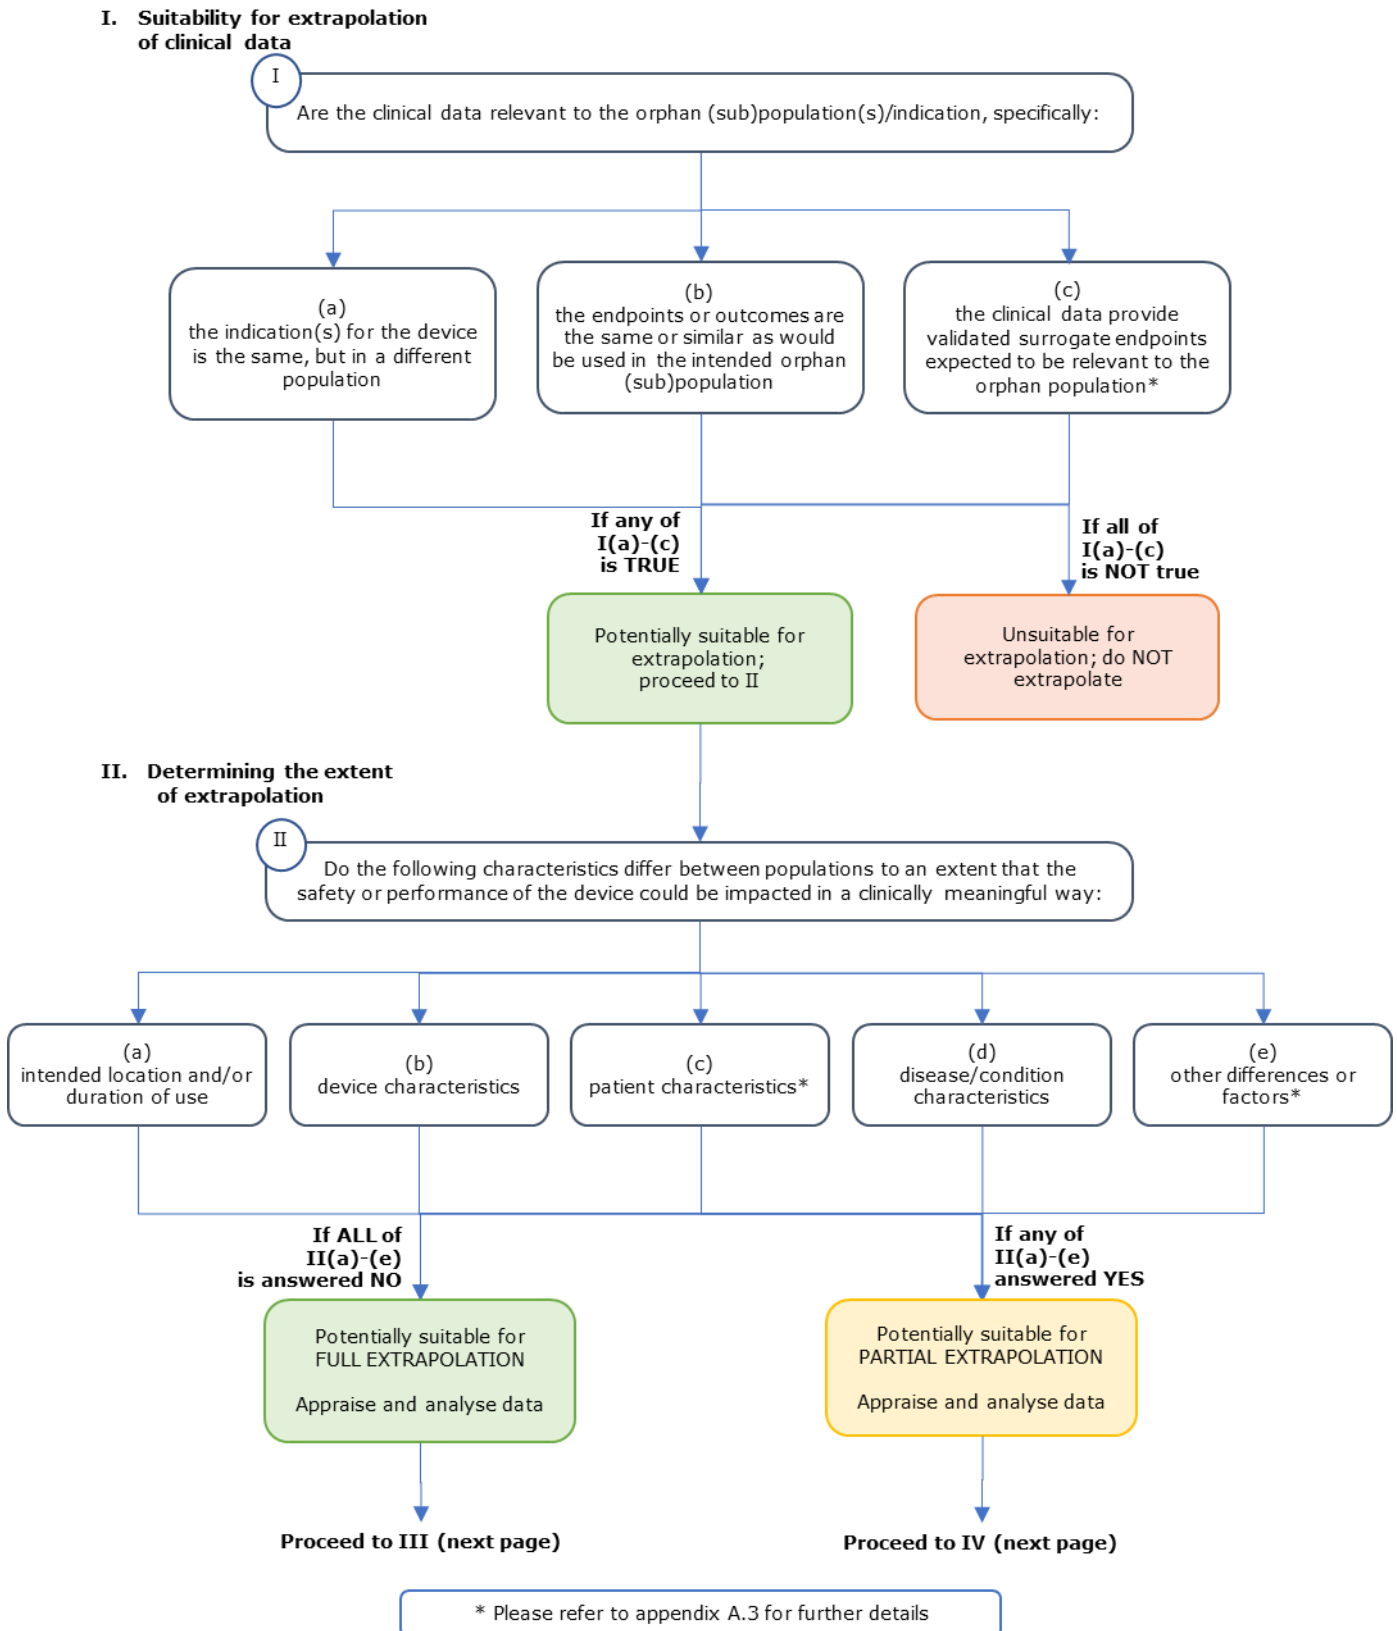 I. Suitability for extrapolation
of clinical data
I
Are the clinical data relevant to the orphan (sub)population(s)/indication, specifically:
(a)
the indication(s) for the device
is the same, but in a different
population
(b)
the endpoints or outcomes are
the same or similar as would
be used in the intended orphan
(sub)population
(c)
the clinical data provide
validated surrogate endpoints
expected to be relevant to the
orphan population*
If any of
I(a)-(c)
is TRUE
If all of
I(a)-(c)
is NOT true
Potentially suitable for
extrapolation;
proceed to II
Unsuitable for
extrapolation; do NOT
extrapolate
II. Determining the extent
of extrapolation
II
Do the following characteristics differ between populations to an extent that the
safety or performance of the device could be impacted in a clinically meaningful way:
(a)
intended location and/or
duration of use
(b)
device characteristics
(c)
patient characteristics*
(d)
disease/condition
characteristics
(e)
other differences or
factors*
If ALL of
II(a)-(e)
is answered NO
If any of
II(a)-(e)
answered YES
Potentially suitable for
FULL EXTRAPOLATION
Appraise and analyse data
Potentially suitable for
PARTIAL EXTRAPOLATION
Appraise and analyse data
Proceed to III (next page)
Proceed to IV (next page)
* Please refer to appendix A.3 for further details